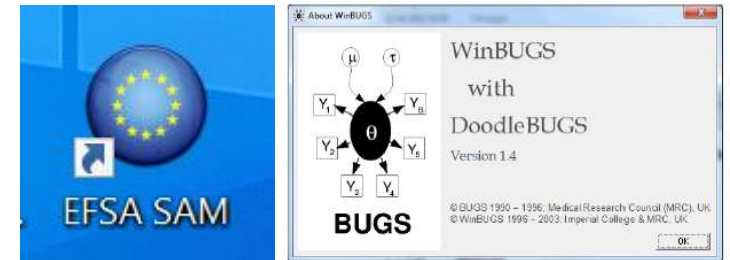 EFSA SAM
About WinBUGS
μ τ
Y1 Y6
θ
Y2 Y5
Y3 Y4
BUGS
WinBUGS
with
DoodleBUGS
Version 1.4
© BUGS 1990 – 1996: Medical Research Council (MRC), UK
© WinBUGS 1996 – 2003: Imperial College & MRC, UK
OK